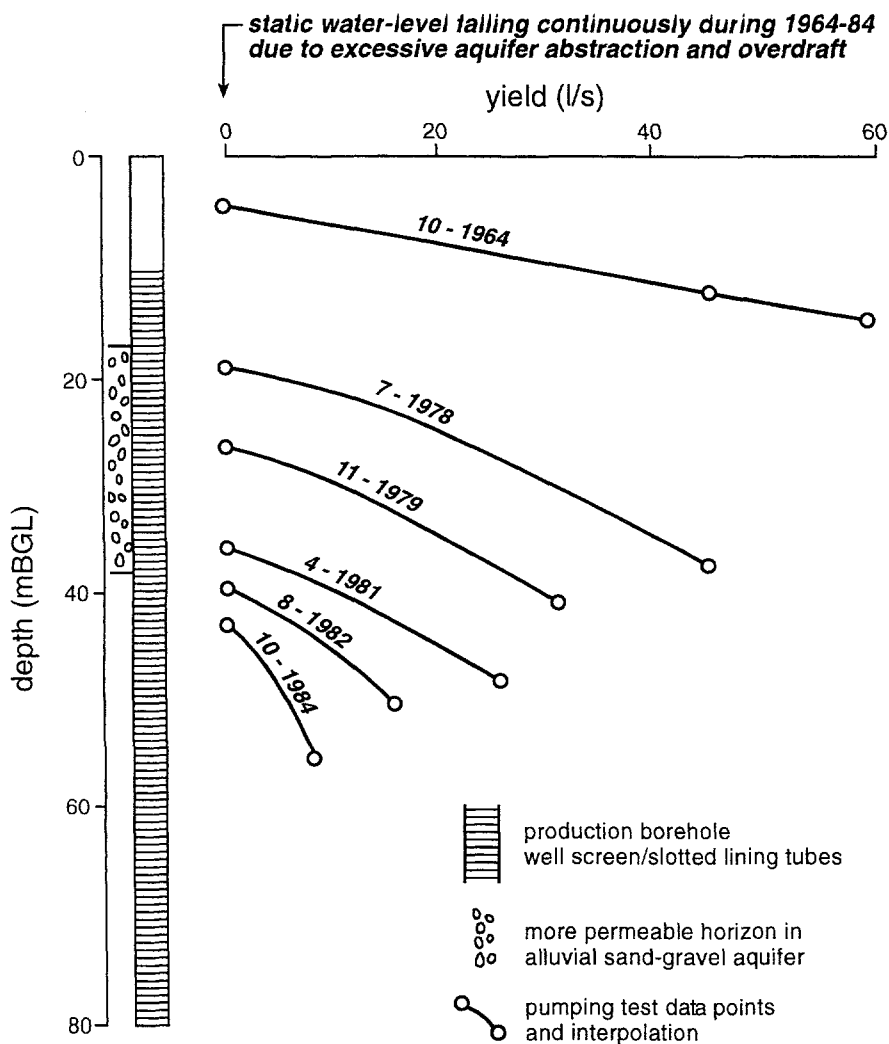 static water-level falling continuously during 1964-84
due to excessive aquifer abstraction and overdraft
yield (l/s)
0 20 40 60
0
20
40
60
80
depth (mBGL)
10 - 1964
7 - 1978
11 - 1979
4 - 1981
8 - 1982
10 - 1984
production borehole
well screen/slotted lining tubes
more permeable horizon in
alluvial sand-gravel aquifer
pumping test data points
and interpolation